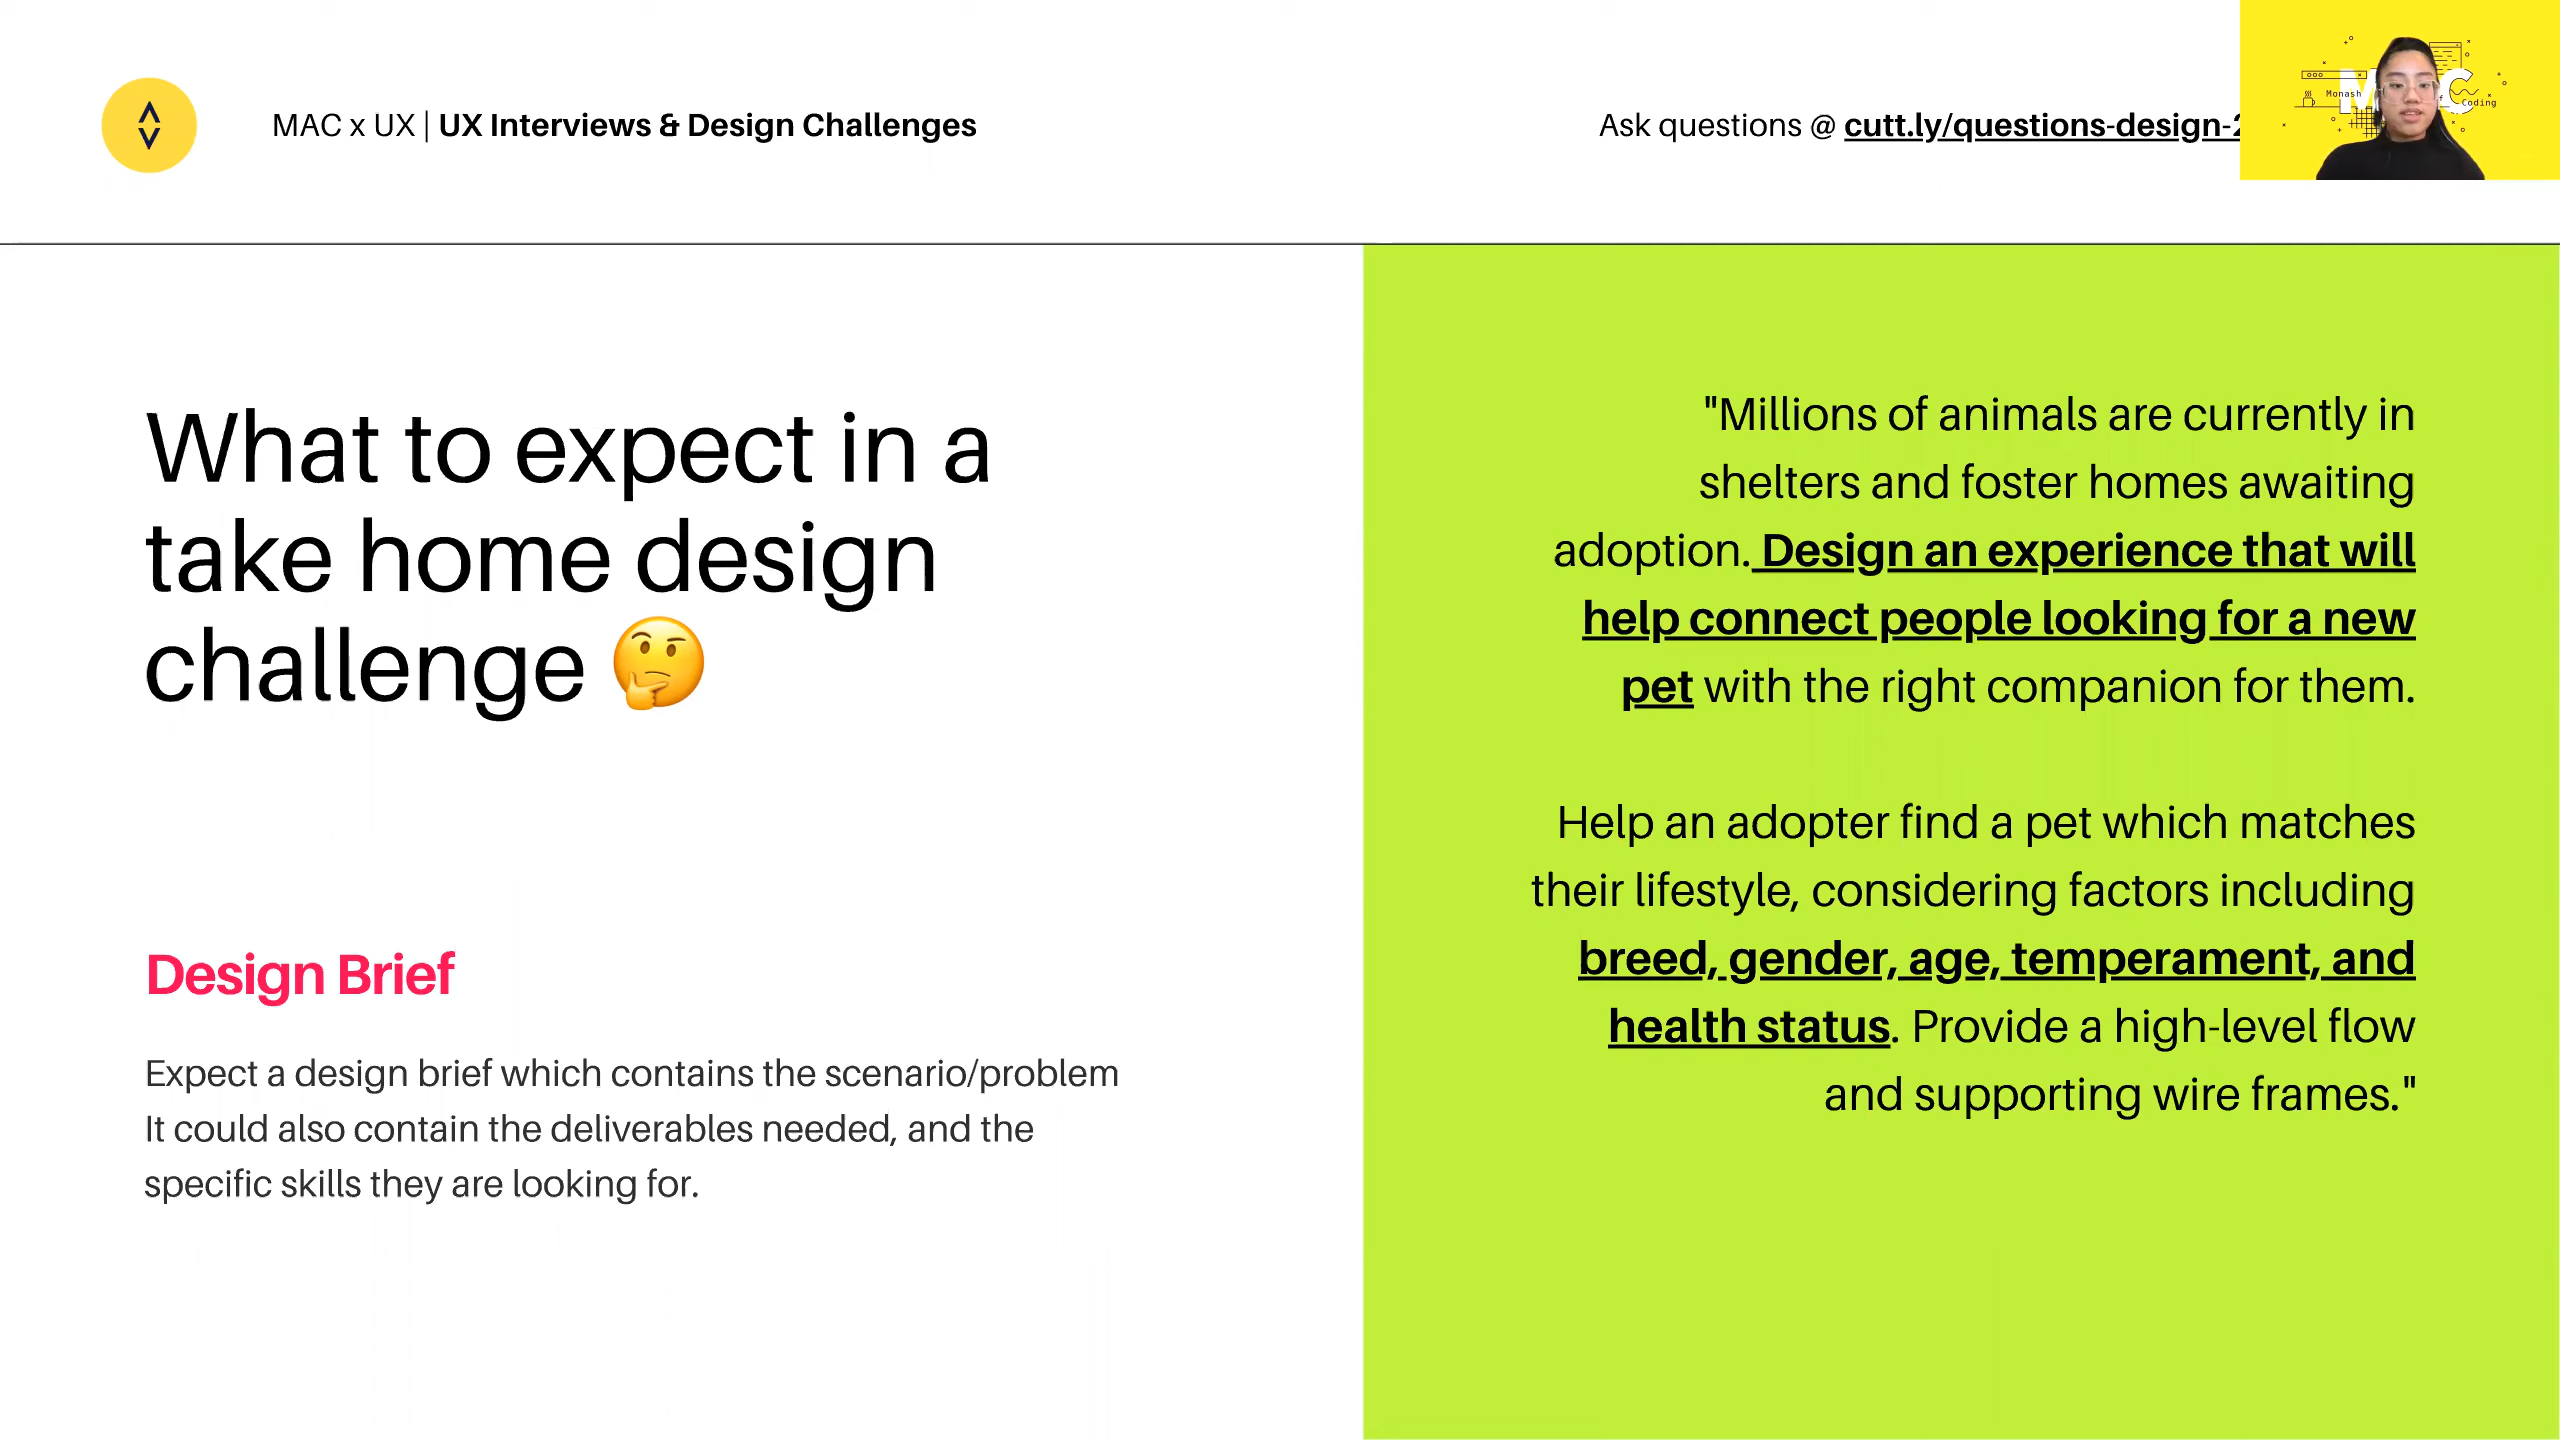 MAC x UX | UX Interviews & Design Challenges
Ask questions @ cutt.ly/questions-design-2
Monash
Coding
What to expect in a
take home design
challenge 🤔
Design Brief
Expect a design brief which contains the scenario/problem
It could also contain the deliverables needed, and the
specific skills they are looking for.
"Millions of animals are currently in
shelters and foster homes awaiting
adoption. Design an experience that will
help connect people looking for a new
pet with the right companion for them.
Help an adopter find a pet which matches
their lifestyle, considering factors including
breed, gender, age, temperament, and
health status. Provide a high-level flow
and supporting wire frames."